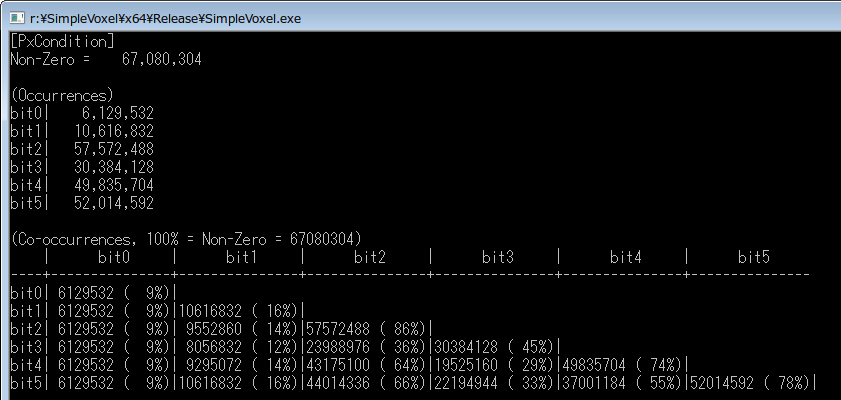 r:¥SimpleVoxel¥x64¥Release¥SimpleVoxel.exe
[PxCondition]
Non-Zero =    67,080,304
(Occurrences)
bit0|    6,129,532
bit1|   10,616,832
bit2|   57,572,488
bit3|   30,384,128
bit4|   49,835,704
bit5|   52,014,592
(Co-occurrences, 100% = Non-Zero = 67080304)
    |      bit0     |      bit1     |      bit2     |      bit3     |      bit4     |      bit5
----+---------------+---------------+---------------+---------------+---------------+---------------
bit0| 6129532 (  9%)|
bit1| 6129532 (  9%)|10616832 ( 16%)|
bit2| 6129532 (  9%)| 9552860 ( 14%)|57572488 ( 86%)|
bit3| 6129532 (  9%)| 8056832 ( 12%)|23988976 ( 36%)|30384128 ( 45%)|
bit4| 6129532 (  9%)| 9295072 ( 14%)|43175100 ( 64%)|19525160 ( 29%)|49835704 ( 74%)|
bit5| 6129532 (  9%)|10616832 ( 16%)|44014336 ( 66%)|22194944 ( 33%)|37001184 ( 55%)|52014592 ( 78%)|